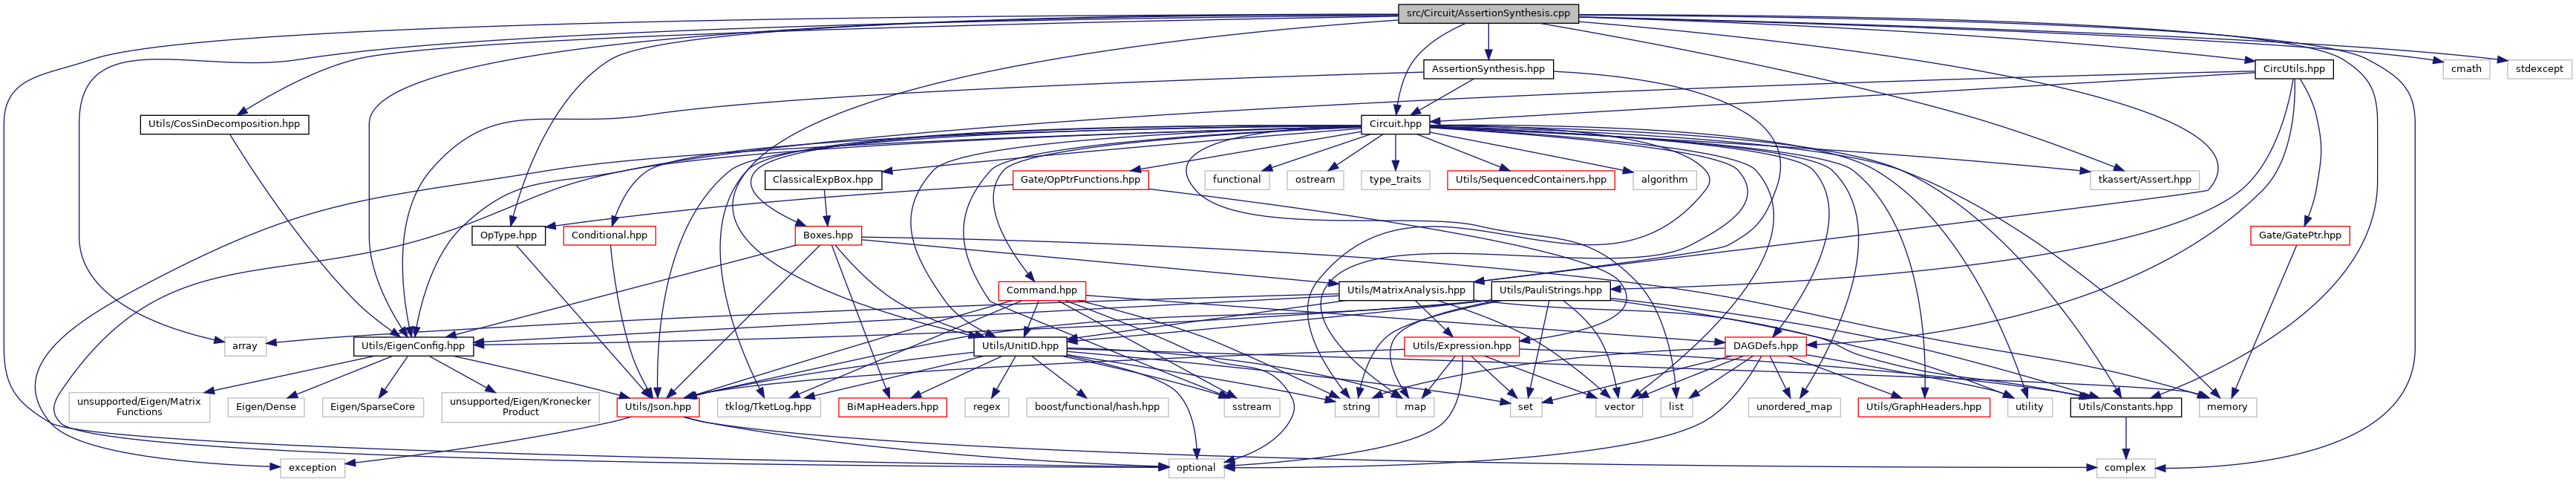 src/Circuit/AssertionSynthesis.cpp
AssertionSynthesis.hpp
CircUtils.hpp
cmath
stdexcept
Utils/CosSinDecomposition.hpp
Circuit.hpp
ClassicalExpBox.hpp
Gate/OpPtrFunctions.hpp
functional
ostream
type_traits
Utils/SequencedContainers.hpp
algorithm
tkassert/Assert.hpp
OpType.hpp
Conditional.hpp
Boxes.hpp
Gate/GatePtr.hpp
Command.hpp
Utils/MatrixAnalysis.hpp
Utils/PauliStrings.hpp
array
Utils/EigenConfig.hpp
Utils/UnitID.hpp
Utils/Expression.hpp
DAGDefs.hpp
unsupported/Eigen/Matrix
Functions
Eigen/Dense
Eigen/SparseCore
unsupported/Eigen/Kronecker
Product
Utils/Json.hpp
tklog/TketLog.hpp
BiMapHeaders.hpp
regex
boost/functional/hash.hpp
sstream
string
map
set
vector
list
unordered_map
Utils/GraphHeaders.hpp
utility
Utils/Constants.hpp
memory
exception
optional
complex